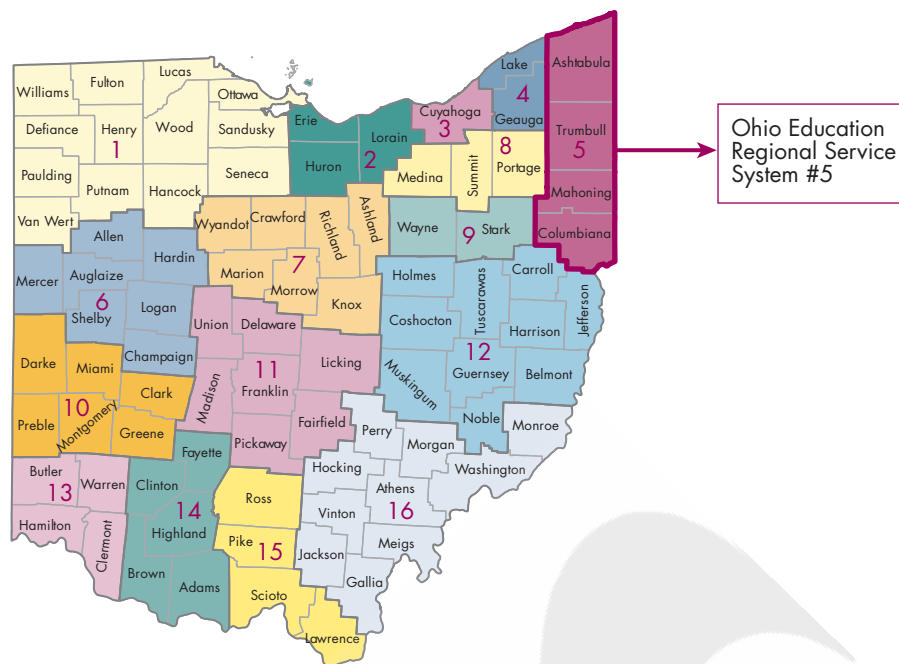 Williams
Fulton
Lucas
Ottawa
Defiance
Henry
Wood
Sandusky
1
Paulding
Putnam
Hancock
Seneca
Van Wert
Erie
Lorain
Huron
2
Cuyahoga
3
Lake
4
Geauga
Ashtabula
Trumbull
5
Mahoning
Columbiana
Ohio Education
Regional Service
System #5
Allen
Hardin
Mercer
Auglaize
6
Shelby
Logan
Champaign
Wyandot
Crawford
Richland
Ashland
Marion
7
Morrow
Knox
8
Medina
Summit
Portage
Wayne
9
Stark
Darke
Miami
Clark
10
Preble
Montgomery
Greene
Union
Delaware
11
Licking
Madison
Franklin
Pickaway
Fairfield
Holmes
Tuscarawas
Carroll
Jefferson
Coshocton
Harrison
12
Muskingum
Guernsey
Belmont
Noble
Butler
Warren
13
Hamilton
Clermont
Fayette
Clinton
14
Highland
Brown
Adams
Ross
Pike
15
Scioto
Lawrence
Perry
Morgan
Monroe
Hocking
Washington
Athens
16
Vinton
Meigs
Jackson
Gallia